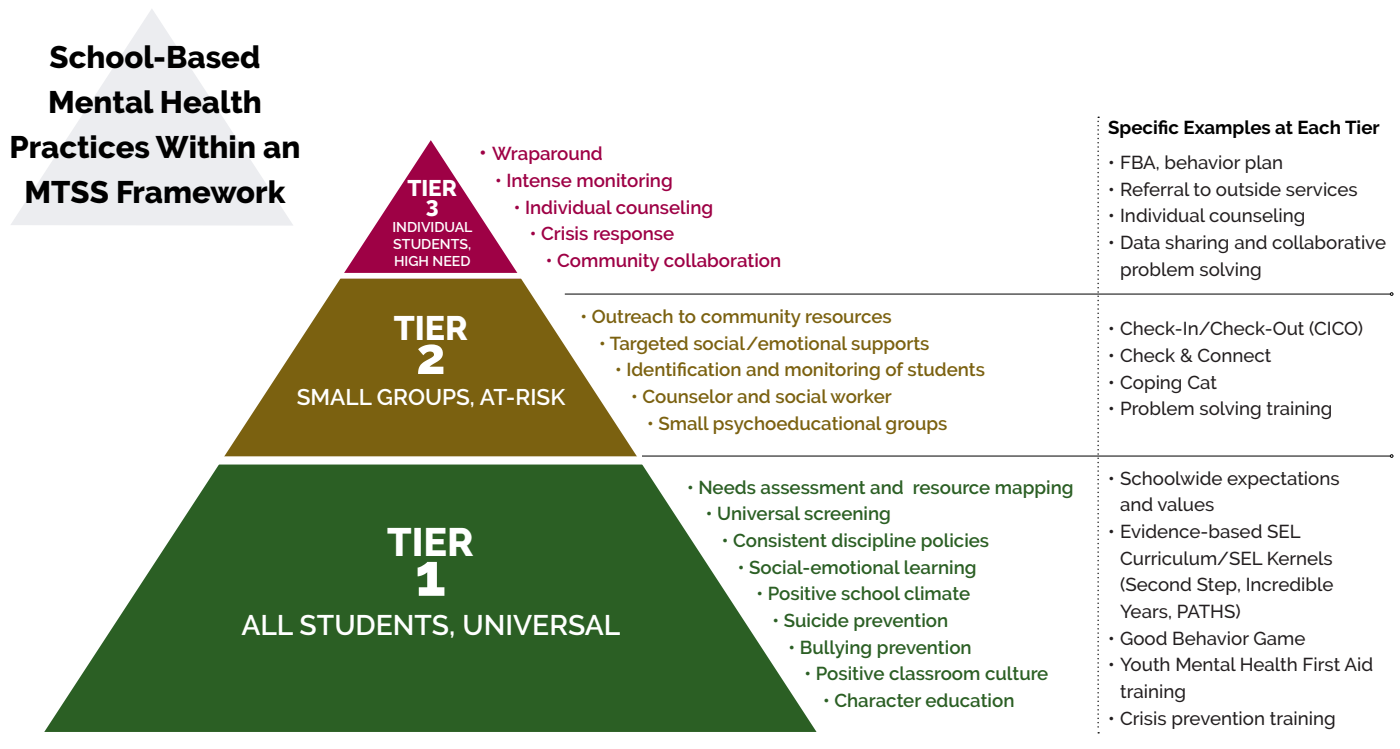 School-Based
Mental Health
Practices Within an
MTSS Framework
TIER
3
INDIVIDUAL
STUDENTS,
HIGH NEED
• Wraparound
• Intense monitoring
• Individual counseling
• Crisis response
• Community collaboration
Specific Examples at Each Tier
• FBA, behavior plan
• Referral to outside services
• Individual counseling
• Data sharing and collaborative
problem solving
TIER
2
SMALL GROUPS, AT-RISK
• Outreach to community resources
• Targeted social/emotional supports
• Identification and monitoring of students
• Counselor and social worker
• Small psychoeducational groups
• Check-In/Check-Out (CICO)
• Check & Connect
• Coping Cat
• Problem solving training
TIER
1
ALL STUDENTS, UNIVERSAL
• Needs assessment and resource mapping
• Universal screening
• Consistent discipline policies
• Social-emotional learning
• Positive school climate
• Suicide prevention
• Bullying prevention
• Positive classroom culture
• Character education
• Schoolwide expectations
and values
• Evidence-based SEL
Curriculum/SEL Kernels
(Second Step, Incredible
Years, PATHS)
• Good Behavior Game
• Youth Mental Health First Aid
training
• Crisis prevention training